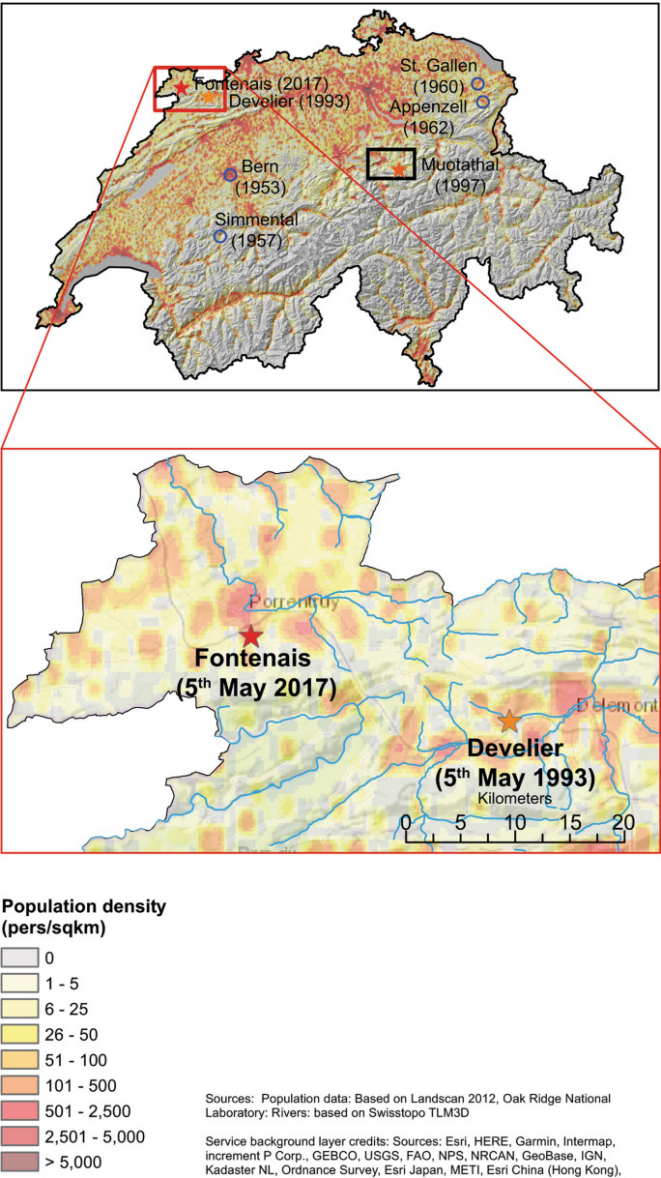 Fontenais (2017)
Develier (1993)
St. Gallen
(1960)
Appenzell
(1962)
Bern
(1953)
Muotathal
(1997)
Simmental
(1957)
Porrentruy
Fontenais
(5th May 2017)
Delémont
Develier
(5th May 1993)
Kilometers
0 5 10 15 20
Population density
(pers/sqkm)
0
1 - 5
6 - 25
26 - 50
51 - 100
101 - 500
501 - 2,500
2,501 - 5,000
> 5,000
Sources: Population data: Based on Landscan 2012, Oak Ridge National
Laboratory: Rivers: based on Swisstopo TLM3D
Service background layer credits: Sources: Esri, HERE, Garmin, Intermap,
increment P Corp., GEBCO, USGS, FAO, NPS, NRCAN, GeoBase, IGN,
Kadaster NL, Ordnance Survey, Esri Japan, METI, Esri China (Hong Kong),